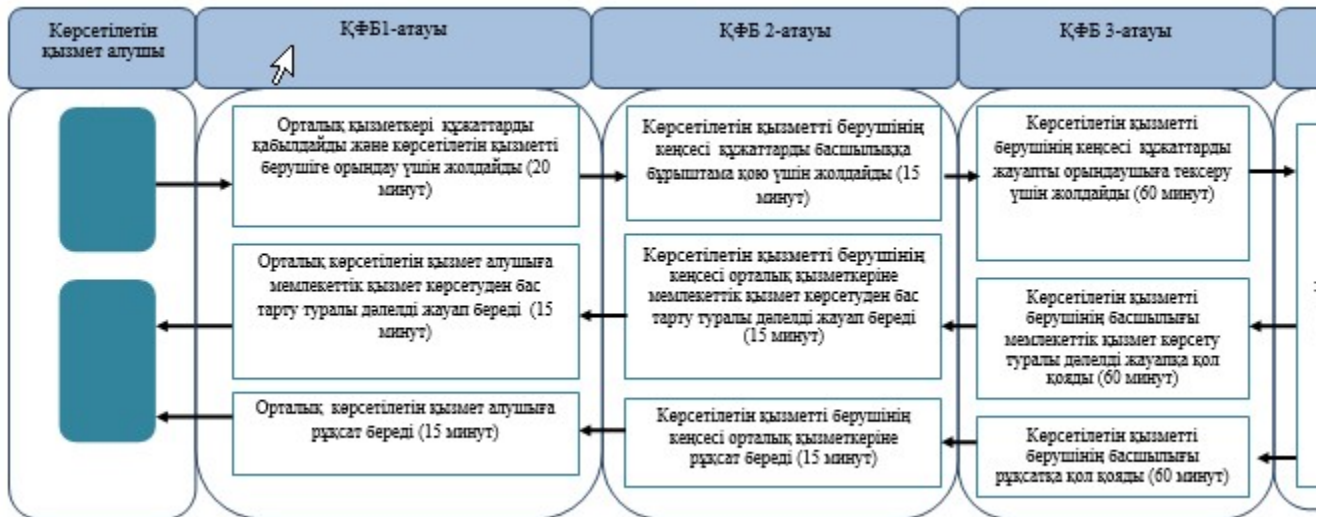 Көрсетілетін
қызмет алушы
ҚФБ1-атауы
ҚФБ 2-атауы
ҚФБ 3-атауы
Орталық қызметкері құжаттарды
қабылдайды және көрсетілетін қызметті
берушіге орындау үшін жолдайды (20
минут)
Көрсетілетін қызметті берушінің
кеңсесі құжаттарды басшылыққа
бұрыштама қою үшін жолдайды (15
минут)
Көрсетілетін қызметті
берушінің кеңсесі құжаттарды
жауапты орындаушыға тексеру
үшін жолдайды (60 минут)
Орталық көрсетілетін қызмет алушыға
мемлекеттік қызмет көрсетуден бас
тарту туралы дәлелді жауап береді (15
минут)
Көрсетілетін қызметті берушінің
кеңсесі орталық қызметкеріне
мемлекеттік қызмет көрсетуден бас
тарту туралы дәлелді жауап береді
(15 минут)
Көрсетілетін қызметті
берушінің басшылығы
мемлекеттік қызмет көрсету
туралы дәлелді жауапқа қол
қояды (60 минут)
Орталық көрсетілетін қызмет алушыға
рұқсат береді (15 минут)
Көрсетілетін қызметті берушінің
кеңсесі орталық қызметкеріне
рұқсат береді (15 минут)
Көрсетілетін қызметті
берушінің басшылығы
рұқсатқа қол қояды (60 минут)